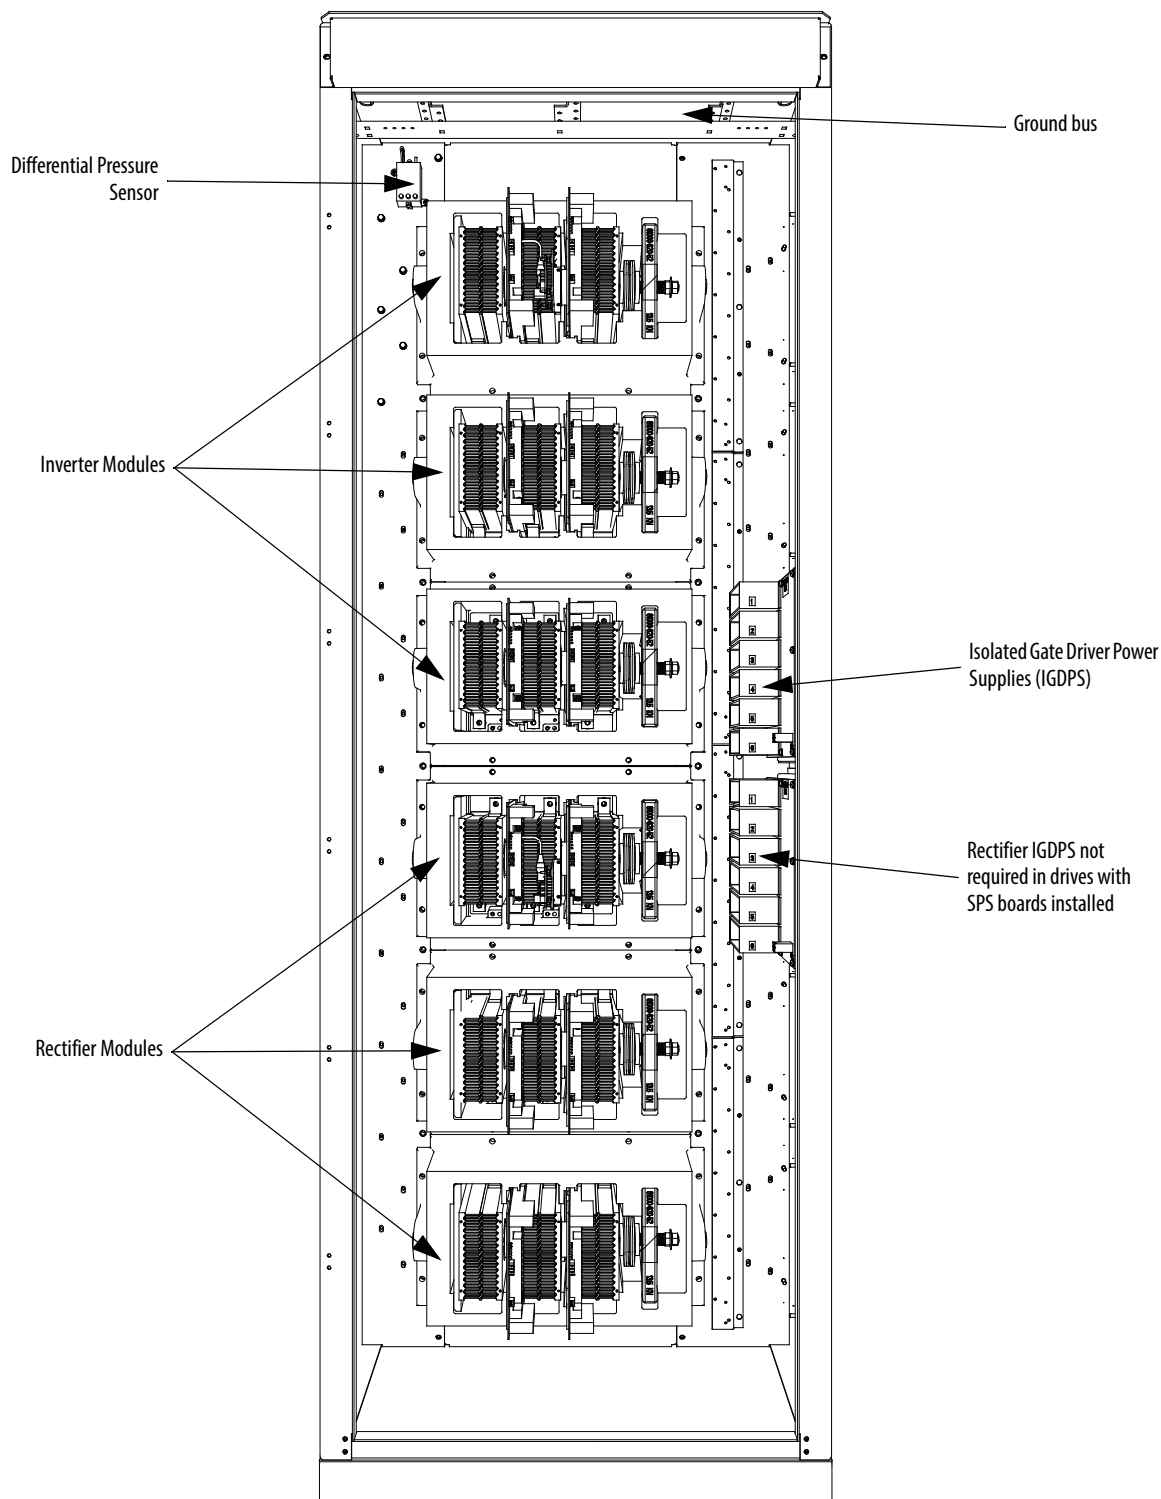 Ground bus
Differential Pressure
Sensor
Inverter Modules
Isolated Gate Driver Power
Supplies (IGDPS)
Rectifier IGDPS not
required in drives with
SPS boards installed
Rectifier Modules